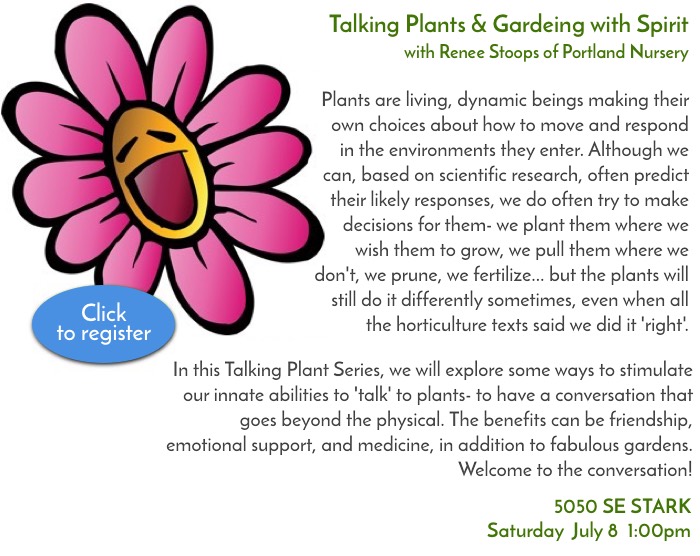 Talking Plants & Gardeing with Spirit
with Renee Stoops of Portland Nursery
Plants are living, dynamic beings making their
own choices about how to move and respond
in the environments they enter. Although we
can, based on scientific research, often predict
their likely responses, we do often try to make
decisions for them- we plant them where we
wish them to grow, we pull them where we
don't, we prune, we fertilize... but the plants will
still do it differently sometimes, even when all
the horticulture texts said we did it 'right'.
Click
to register
In this Talking Plant Series, we will explore some ways to stimulate
our innate abilities to 'talk' to plants- to have a conversation that
goes beyond the physical. The benefits can be friendship,
emotional support, and medicine, in addition to fabulous gardens.
Welcome to the conversation!
5050 SE STARK
Saturday July 8 1:00pm